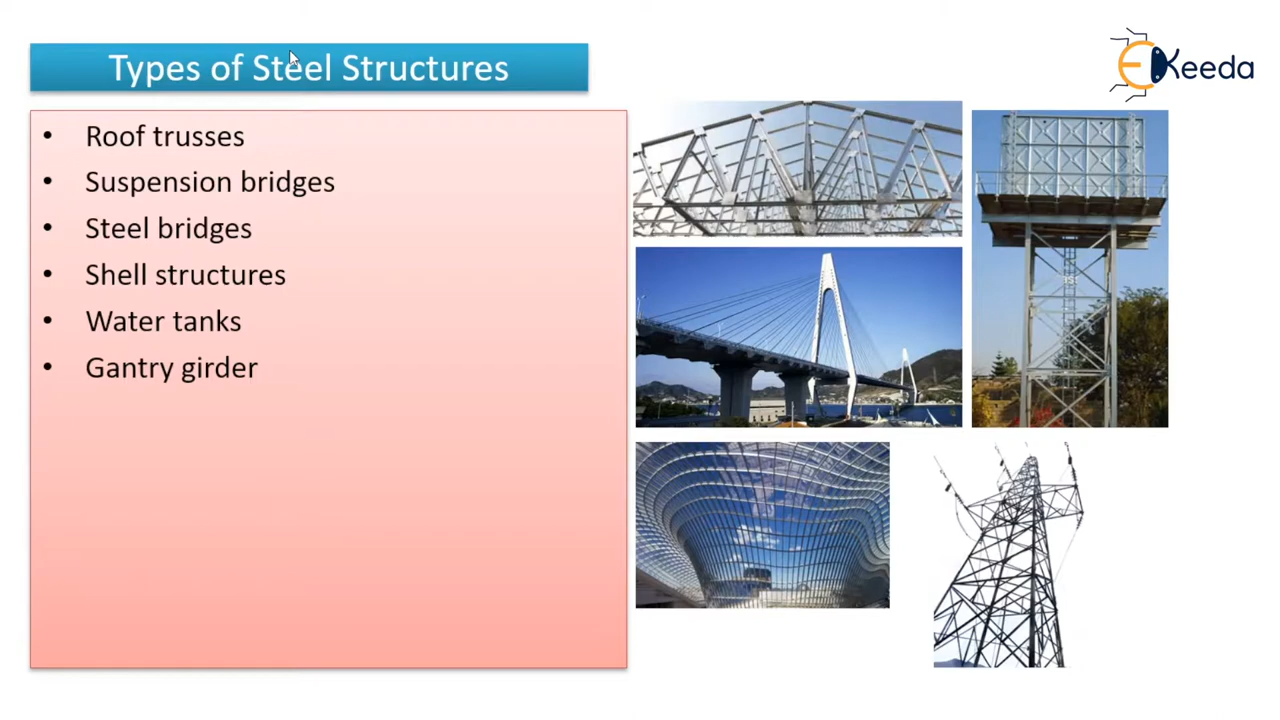 Types of Steel Structures
EKeeda
• Roof trusses
• Suspension bridges
• Steel bridges
• Shell structures
• Water tanks
• Gantry girder